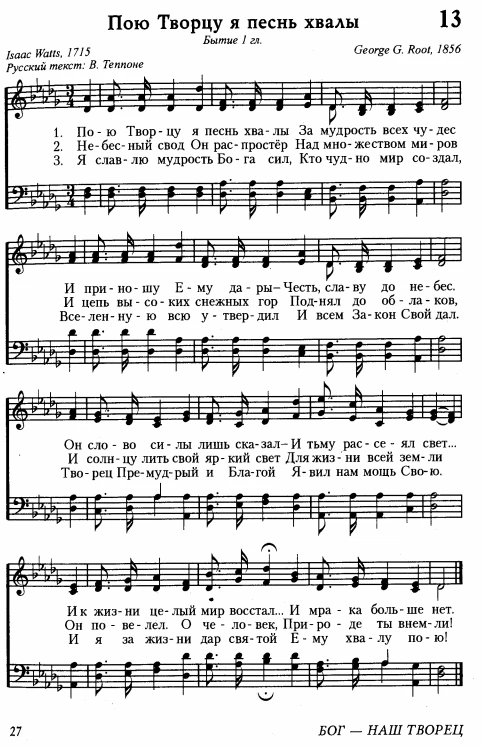 Пою Творцу я песнь хвалы
13
Бытие 1 гл.
Isaac Watts, 1715
George G. Root, 1856
Русский текст: В. Теппоне
3 4
3 4
1. По-ю Твор-цу я песнь хва-лы За мудрость всех чу-дес
2. Не-бес-ный свод Он рас-простёр Над мно-жеством ми-ров
3. Я слав-лю мудрость Бо-га сил, Кто чуд-но мир со-здал,
И при-но-шу Е-му да-ры–Честь, сла-ву до не-бес.
И цепь вы-со-ких снежных гор Под-нял до об-ла-ков,
Все-лен-ну-ю всю у-твер-дил И всем За-кон Свой дал.
Он сло-во си-лы лишь ска-зал–И тьму рас-се-ял свет...
И солн-цу лить свой яр-кий свет Для жиз-ни всей зем-ли
Тво-рец Пре-муд-рый и Бла-гой Я-вил нам мощь Сво-ю.
И к жиз-ни це-лый мир восстал... И мра-ка боль-ше нет.
Он по-ве-лел. О че-ло-век, При-ро-де ты внем-ли!
И я за жиз-ни дар свя-той Е-му хва-лу по-ю!
27
БОГ — НАШ ТВОРЕЦ